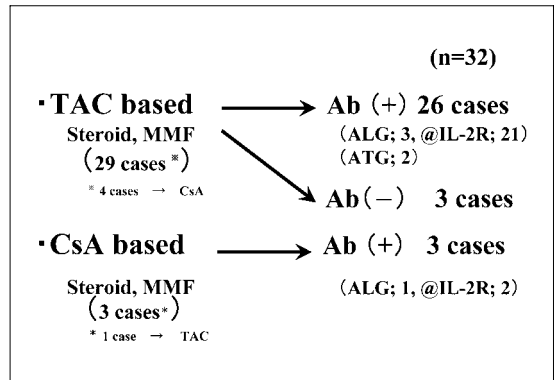 (n=32)
・TAC based → Ab (+) 26 cases
Steroid, MMF (ALG; 3, @IL-2R; 21)
(29 cases*) (ATG; 2)
* 4 cases → CsA
Ab (−) 3 cases
・CsA based → Ab (+) 3 cases
Steroid, MMF (ALG; 1, @IL-2R; 2)
(3 cases*)
* 1 case → TAC